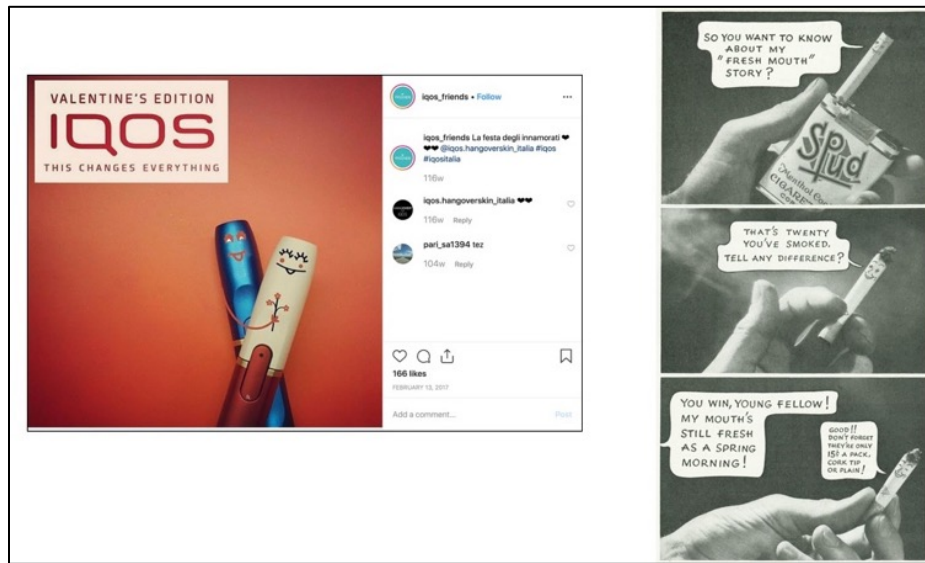 VALENTINE'S EDITION
IQOS
THIS CHANGES EVERYTHING
iqos_friends • Follow
iqos_friends La festa degli innamorati ❤
❤❤ @iqos.hangoverskin_italia #iqos
#iqositalia
116w
iqos.hangoverskin_italia ❤❤
116w Reply
pari_sa1394 tez
104w Reply
166 likes
FEBRUARY 13, 2017
Add a comment...
Post
SO YOU WANT TO KNOW
ABOUT MY
"FRESH MOUTH"
STORY?
Spud
Menthol Cooled
CIGARETTES
THAT'S TWENTY
YOU'VE SMOKED.
TELL ANY DIFFERENCE?
YOU WIN, YOUNG FELLOW!
MY MOUTH'S
STILL FRESH
AS A SPRING
MORNING!
GOOD!!
DON'T FORGET
THEY'RE ONLY
15¢ A PACK.
CORK TIP
OR PLAIN!